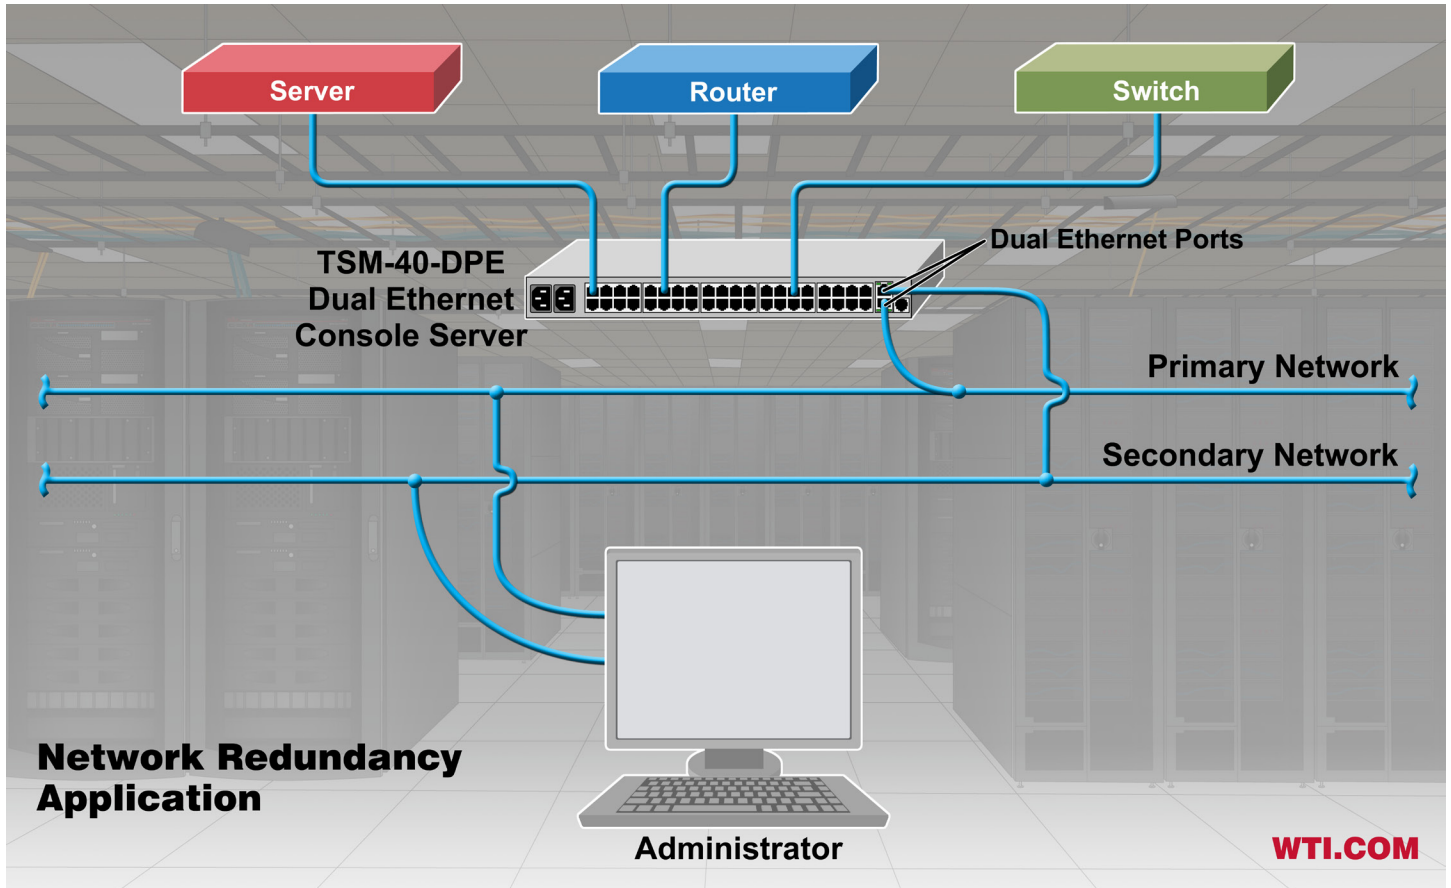 Server
Router
Switch
Dual Ethernet Ports
TSM-40-DPE
Dual Ethernet
Console Server
Primary Network
Secondary Network
Network Redundancy
Application
Administrator
WTI.COM